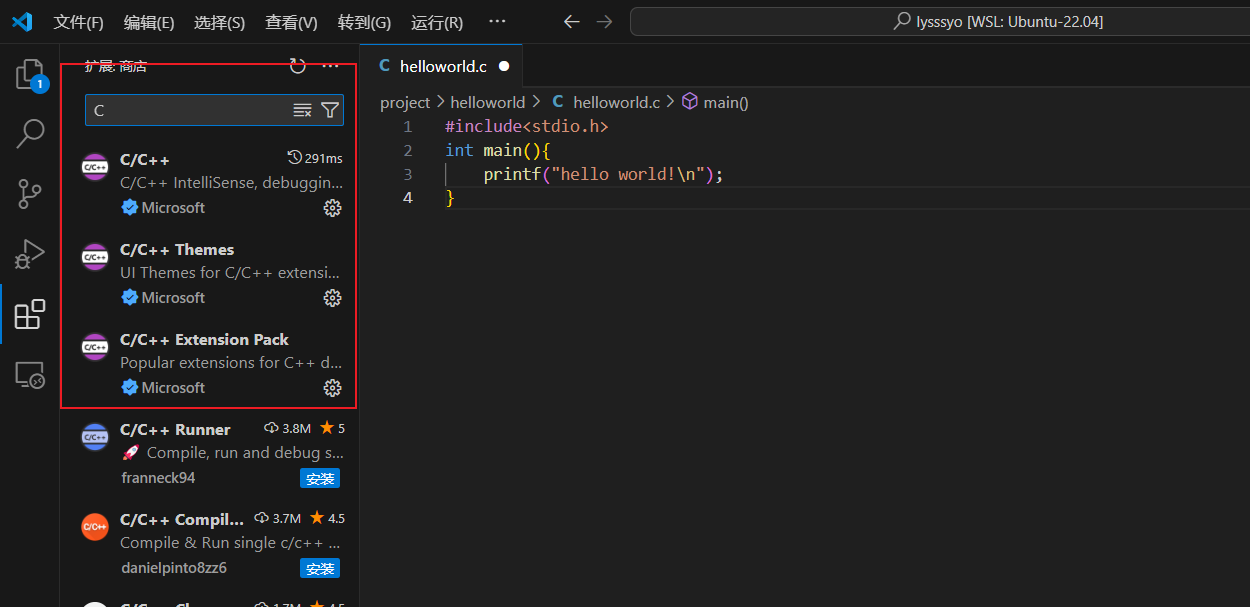 文件(F) 编辑(E) 选择(S) 查看(V) 转到(G) 运行(R) ··· lysssyo [WSL: Ubuntu-22.04]
扩展: 商店 ···
1
C
C/C++ 291ms
C/C++ IntelliSense, debuggin...
Microsoft
C/C++ Themes
UI Themes for C/C++ extensi...
Microsoft
C/C++ Extension Pack
Popular extensions for C++ d...
Microsoft
C/C++ Runner 3.8M 5
🚀 Compile, run and debug s...
franneck94 安装
C/C++ Compil... 3.7M 4.5
Compile & Run single c/c++ ...
danielpinto8zz6 安装
C helloworld.c
project > helloworld > C helloworld.c > main()
1 #include<stdio.h>
2 int main(){
3 printf("hello world!\n");
4 }